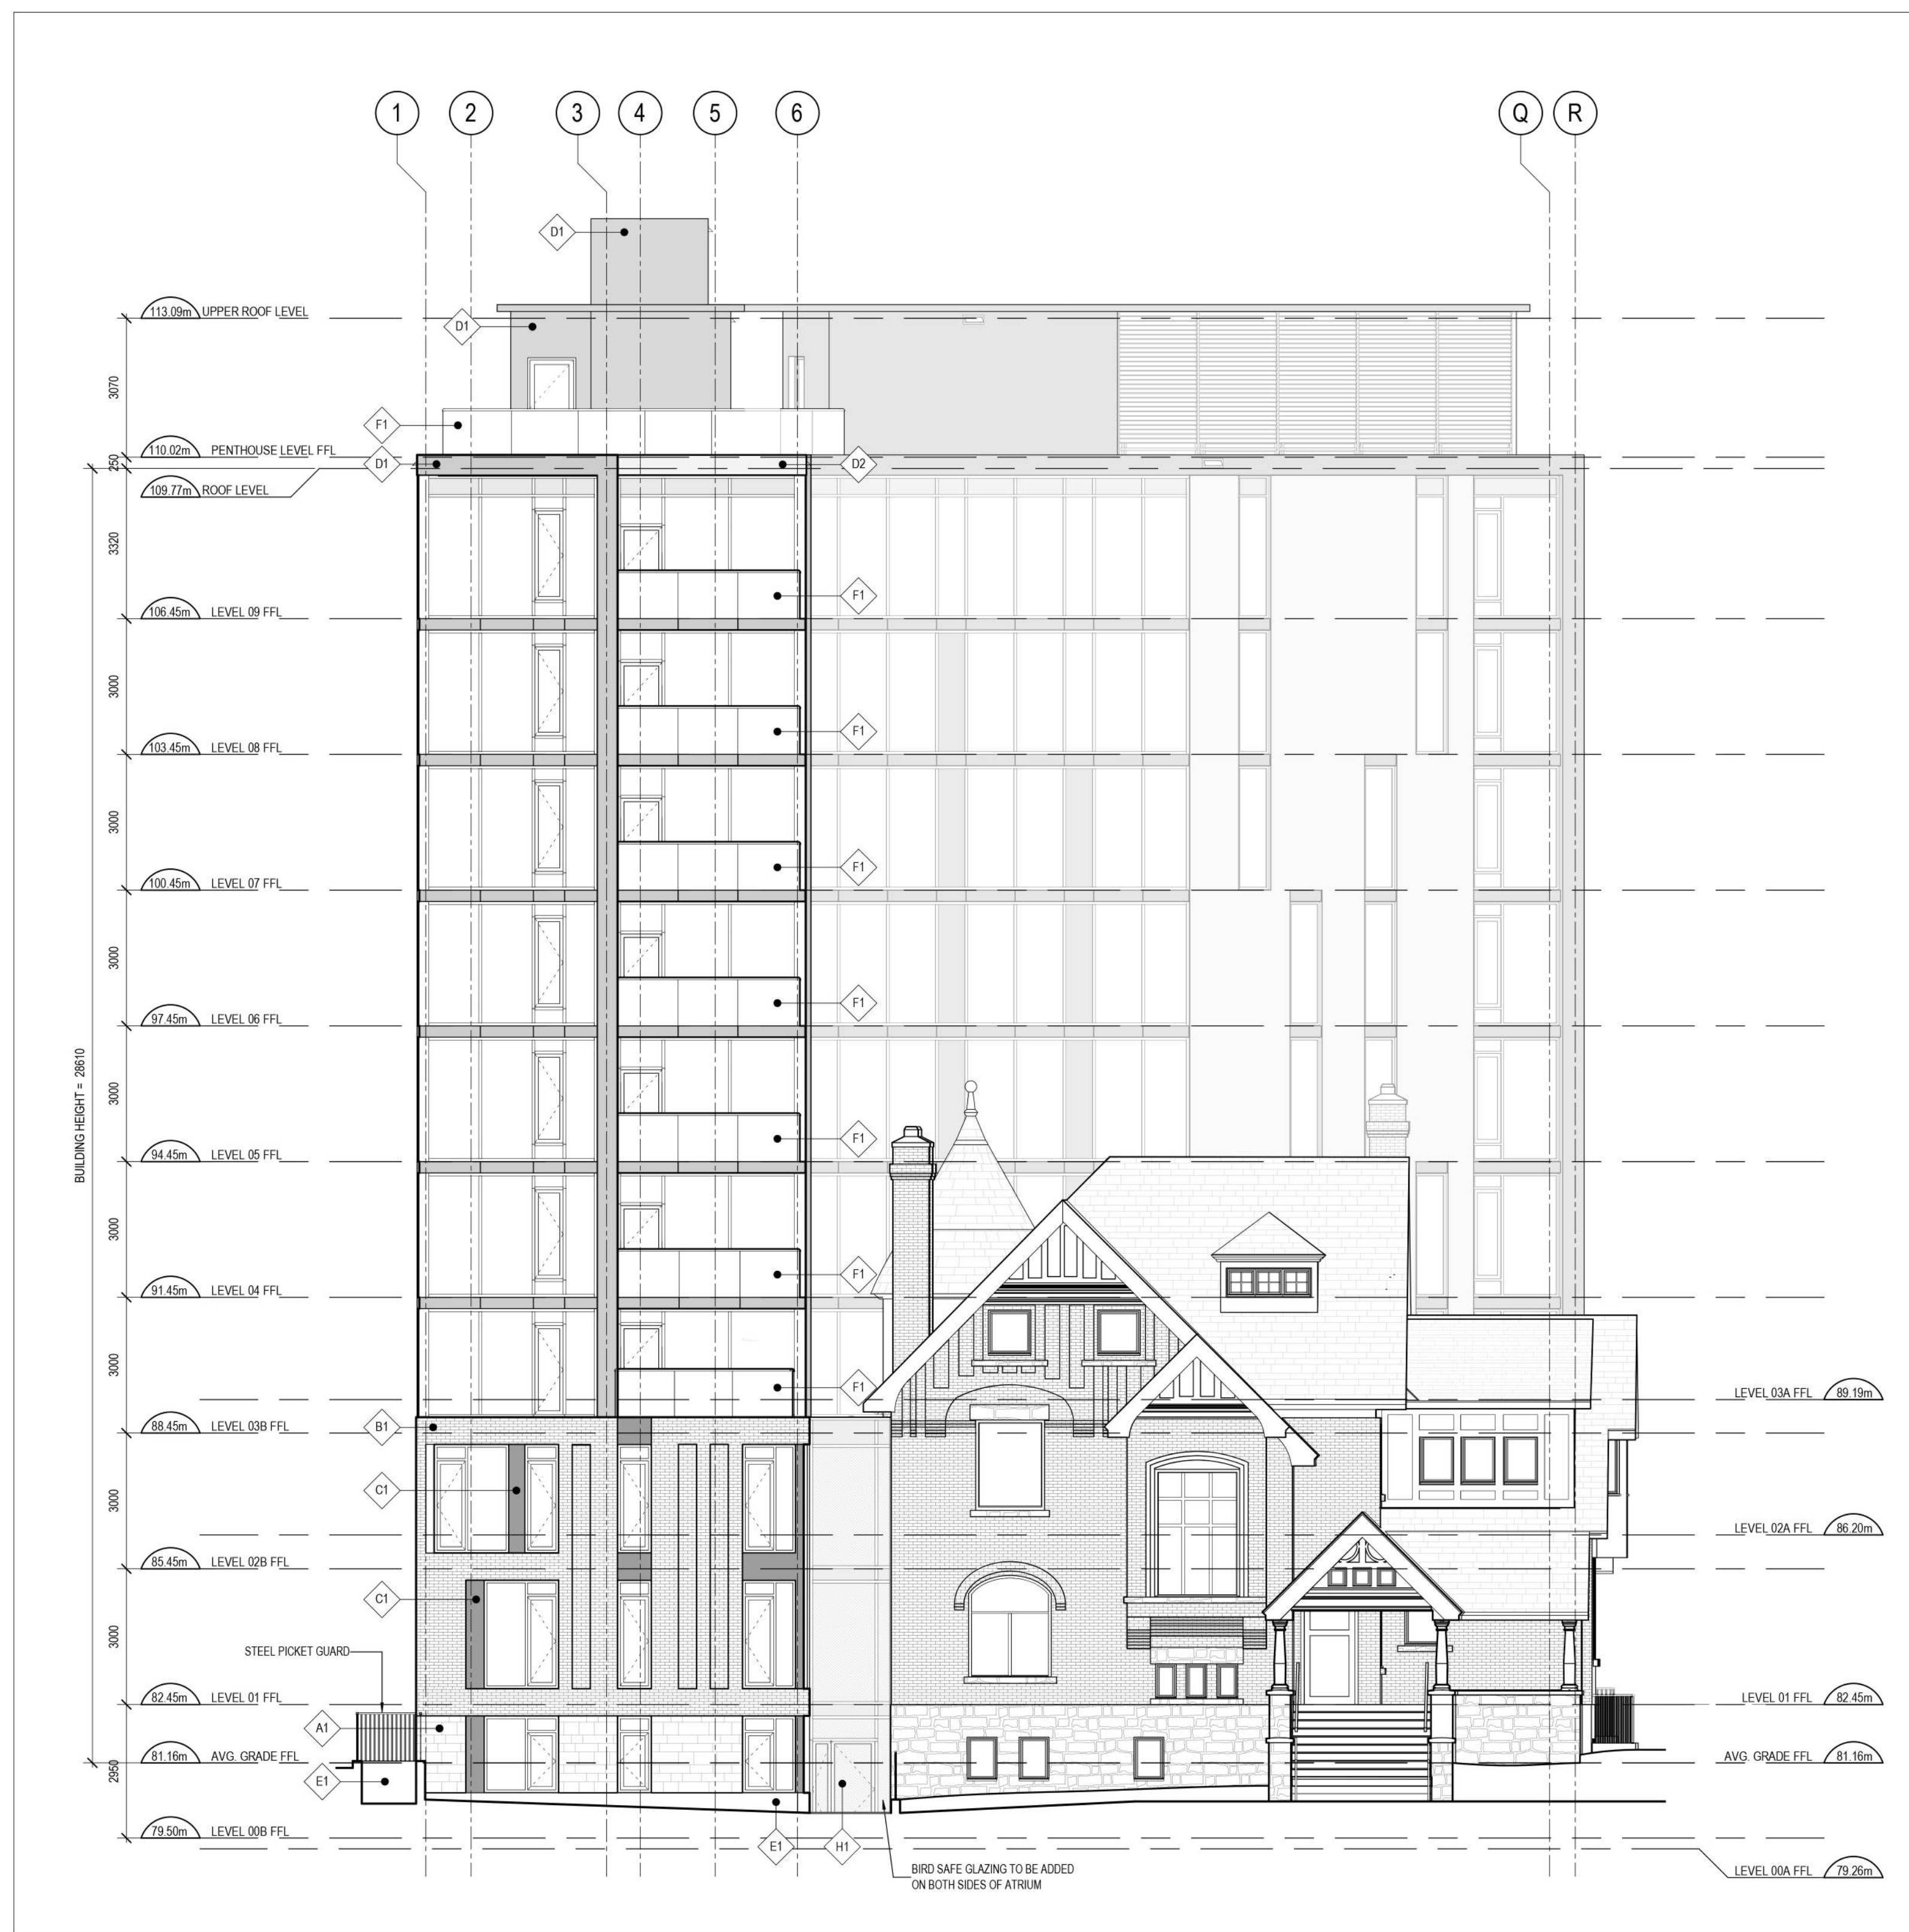 1 2 3 4 5 6 Q R
D1
113.09m UPPER ROOF LEVEL
D1
3070
F1
110.02m PENTHOUSE LEVEL FFL
250
D1 D2
109.77m ROOF LEVEL
3320
F1
106.45m LEVEL 09 FFL
3000
F1
103.45m LEVEL 08 FFL
3000
F1
100.45m LEVEL 07 FFL
3000
F1
97.45m LEVEL 06 FFL
BUILDING HEIGHT = 28610
3000
F1
94.45m LEVEL 05 FFL
3000
F1
91.45m LEVEL 04 FFL
3000
F1
LEVEL 03A FFL 89.19m
88.45m LEVEL 03B FFL
B1
C1
3000
LEVEL 02A FFL 86.20m
85.45m LEVEL 02B FFL
C1
3000
STEEL PICKET GUARD
82.45m LEVEL 01 FFL
LEVEL 01 FFL 82.45m
A1
81.16m AVG. GRADE FFL
AVG. GRADE FFL 81.16m
2950
E1
79.50m LEVEL 00B FFL
E1 H1
BIRD SAFE GLAZING TO BE ADDED
ON BOTH SIDES OF ATRIUM
LEVEL 00A FFL 79.26m